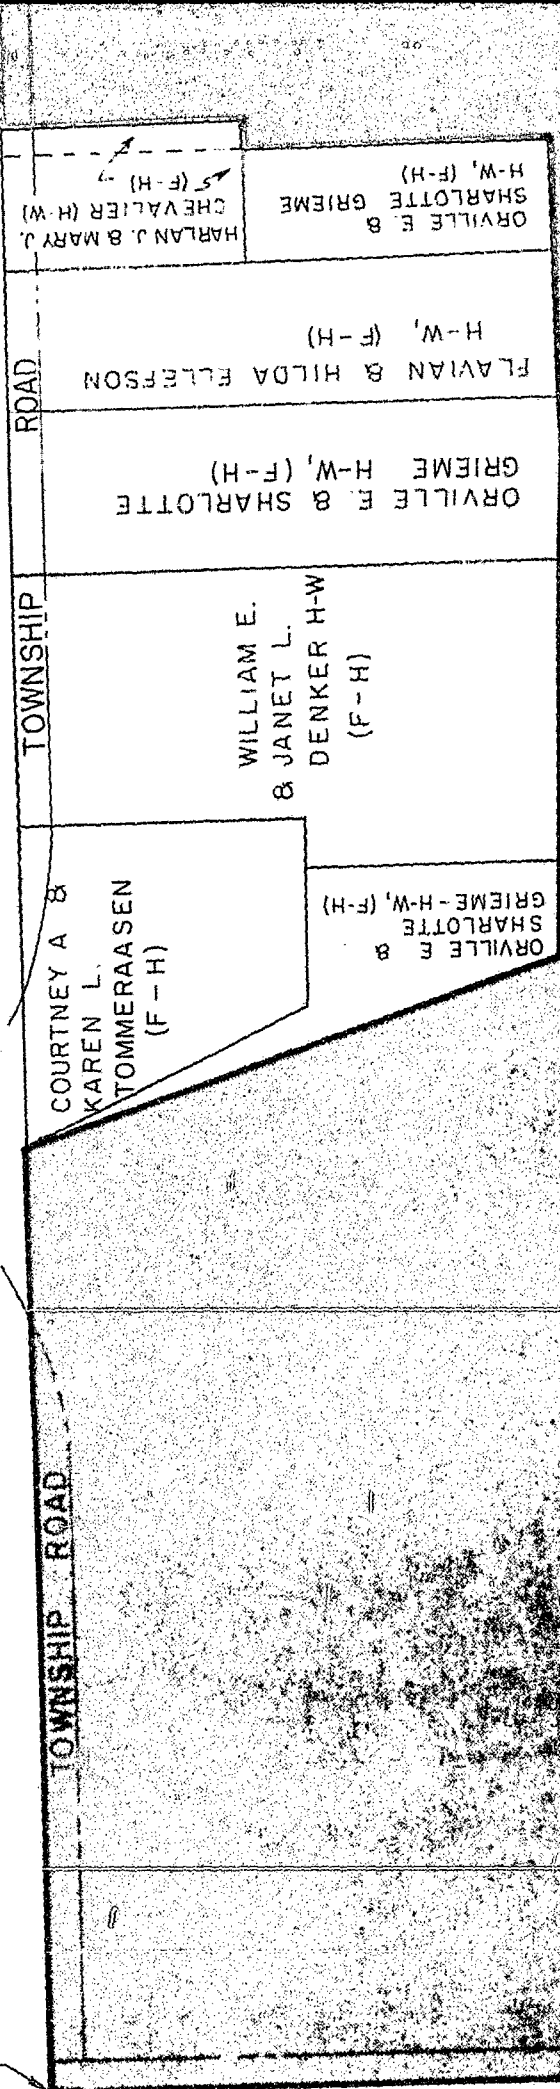 HARLAN J. & MARY J.
CHEVALIER (H-W)
(F-H)
ORVILLE E. &
SHARLOTTE GRIEME
H-W, (F-H)
FLAVIAN & HILDA ELLEFSON
H-W, (F-H)
ORVILLE E. & SHARLOTTE
GRIEME H-W, (F-H)
TOWNSHIP ROAD
WILLIAM E.
& JANET L.
DENKER H-W
(F-H)
COURTNEY A &
KAREN L.
TOMMERAASEN
(F-H)
ORVILLE E &
SHARLOTTE
GRIEME-H-W, (F-H)
TOWNSHIP ROAD